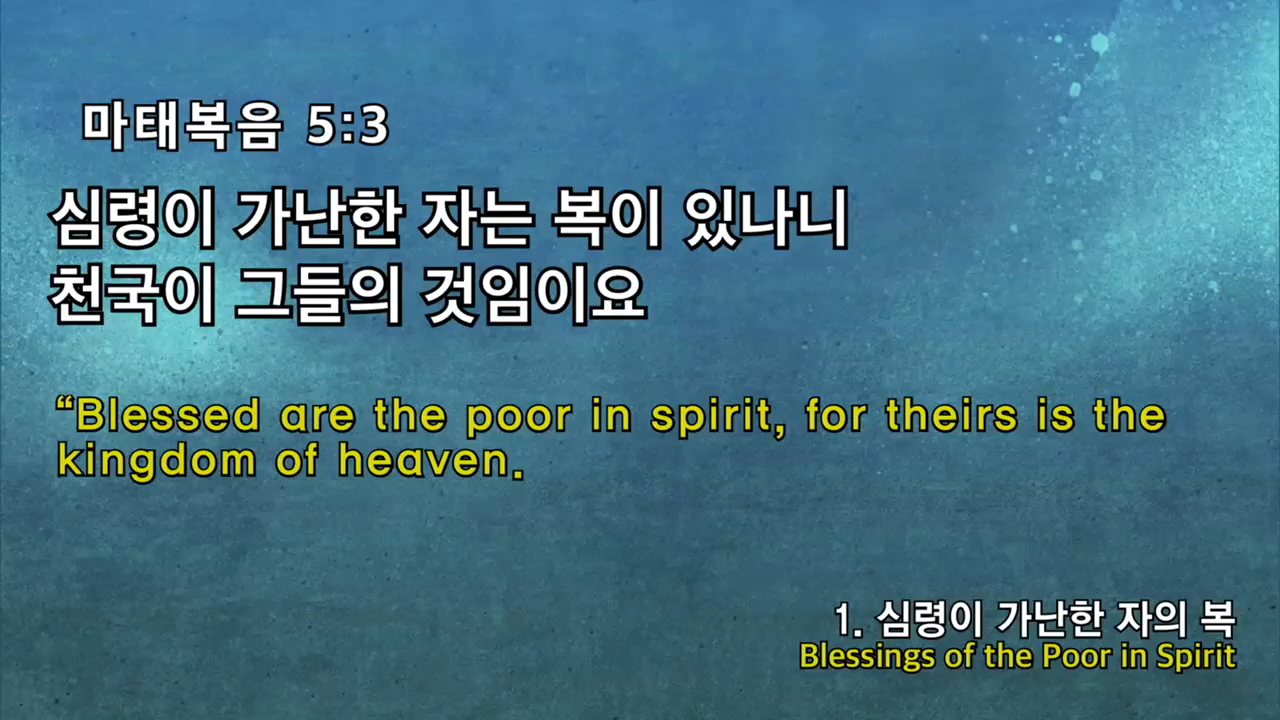 마태복음 5:3
심령이 가난한 자는 복이 있나니
천국이 그들의 것임이요
“Blessed are the poor in spirit, for theirs is the
kingdom of heaven.
1. 심령이 가난한 자의 복
Blessings of the Poor in Spirit